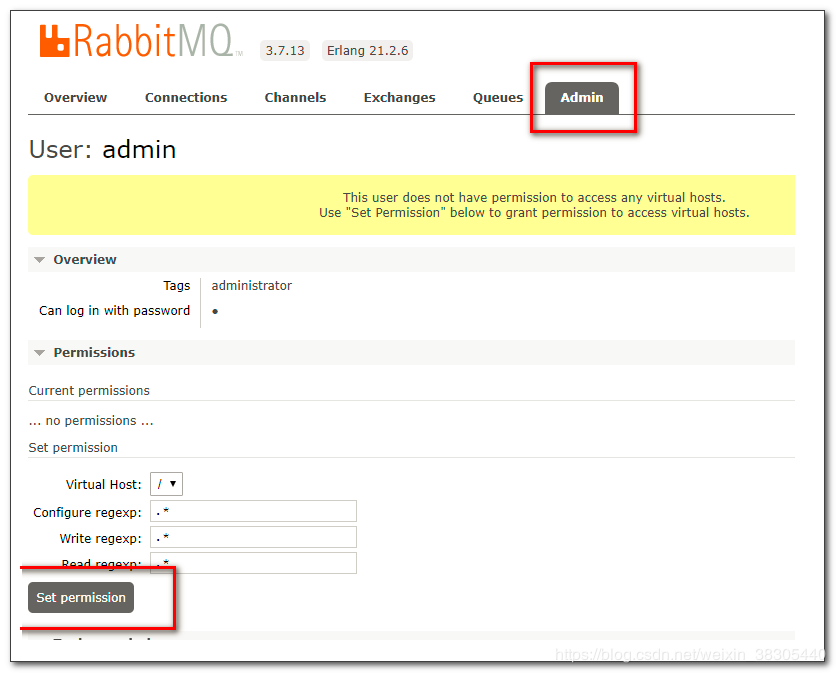 RabbitMQ TM 3.7.13 Erlang 21.2.6
Overview Connections Channels Exchanges Queues Admin
User: admin
This user does not have permission to access any virtual hosts.
Use "Set Permission" below to grant permission to access virtual hosts.
Overview
Tags administrator
Can log in with password ●
Permissions
Current permissions
... no permissions ...
Set permission
Virtual Host: /
Configure regexp: .*
Write regexp: .*
Read regexp: .*
Set permission
https://blog.csdn.net/weixin_38305440